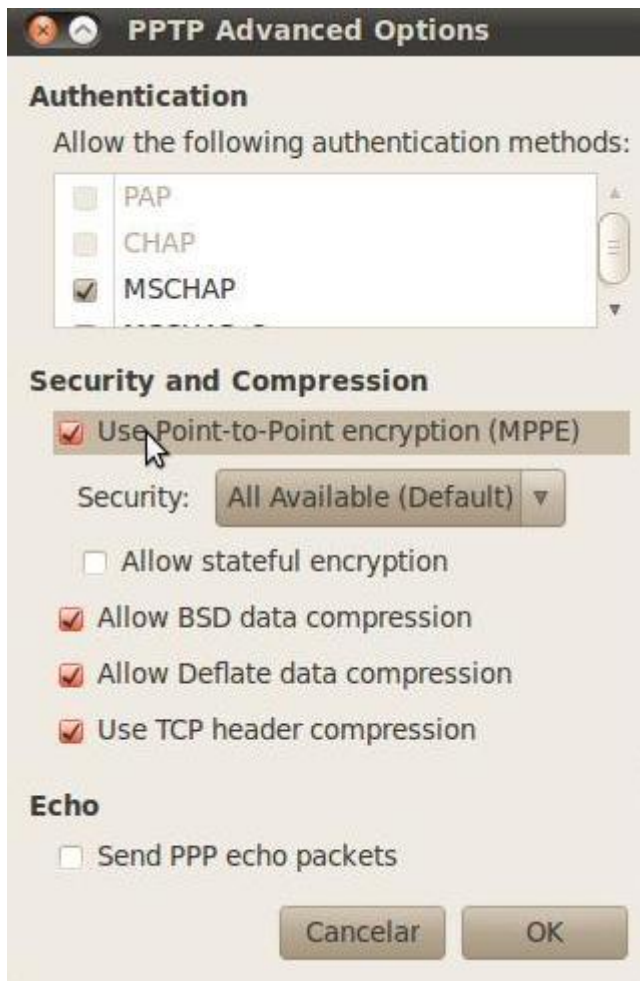 PPTP Advanced Options
Authentication
Allow the following authentication methods:
PAP
CHAP
MSCHAP
Security and Compression
Use Point-to-Point encryption (MPPE)
Security: All Available (Default)
Allow stateful encryption
Allow BSD data compression
Allow Deflate data compression
Use TCP header compression
Echo
Send PPP echo packets
Cancelar OK